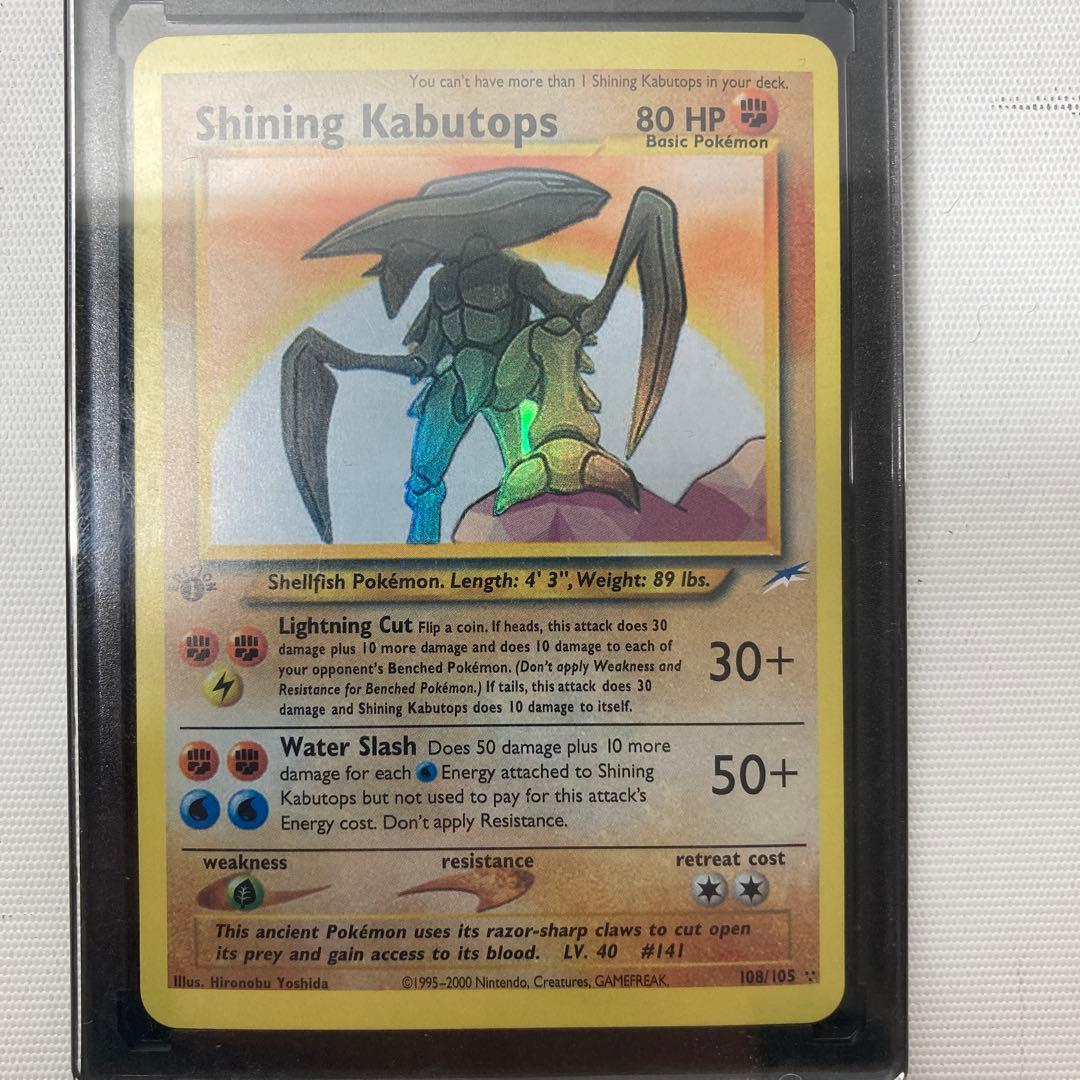 You can't have more than 1 Shining Kabutops in your deck.
Shining Kabutops 80 HP
Basic Pokémon
Shellfish Pokémon. Length: 4' 3", Weight: 89 lbs.
Lightning Cut Flip a coin. If heads, this attack does 30
damage plus 10 more damage and does 10 damage to each of
your opponent's Benched Pokémon. (Don't apply Weakness and
Resistance for Benched Pokémon.) If tails, this attack does 30
damage and Shining Kabutops does 10 damage to itself.
30+
Water Slash Does 50 damage plus 10 more
damage for each Energy attached to Shining
Kabutops but not used to pay for this attack's
Energy cost. Don't apply Resistance.
50+
weakness resistance retreat cost
This ancient Pokémon uses its razor-sharp claws to cut open
its prey and gain access to its blood. LV. 40 #141
Illus. Hironobu Yoshida ©1995-2000 Nintendo, Creatures, GAMEFREAK. 108/105